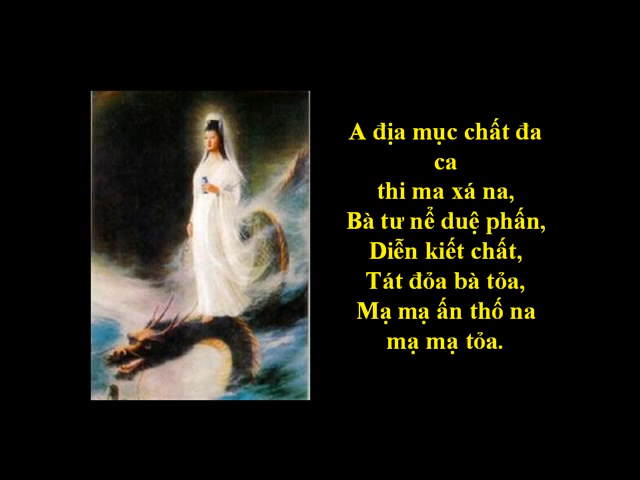 A địa mục chất đa
ca
thi ma xá na,
Bà tư nể duệ phấn,
Diễn kiết chất,
Tát đỏa bà tỏa,
Mạ mạ ấn thố na
mạ mạ tỏa.